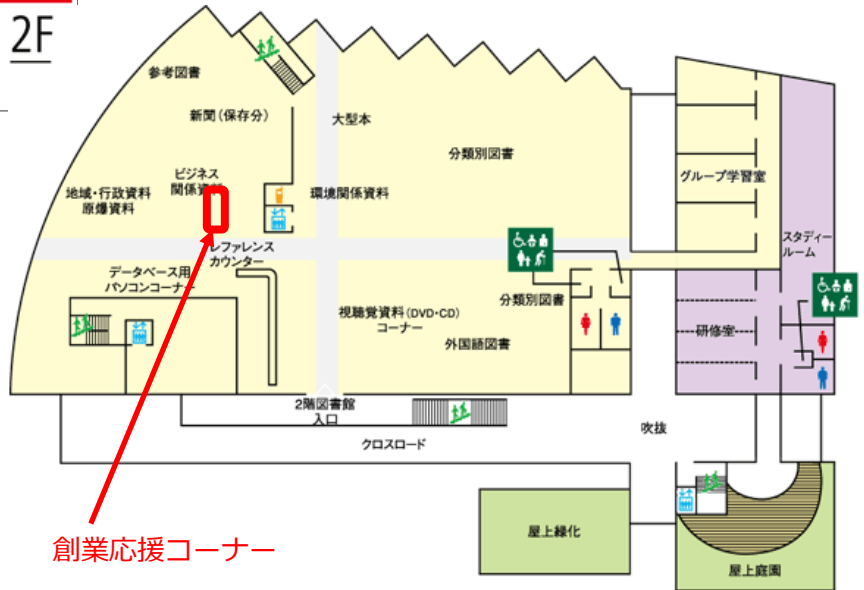 2F
参考図書
新聞(保存分)
大型本
分類別図書
ビジネス
関係資料
地域・行政資料
原爆資料
環境関係資料
グループ学習室
スタディー
ルーム
レファレンス
カウンター
データベース用
パソコンコーナー
視聴覚資料(DVD・CD)
コーナー
分類別図書
外国語図書
研修室
2階図書館
入口
クロスロード
吹抜
屋上緑化
屋上庭園
創業応援コーナー